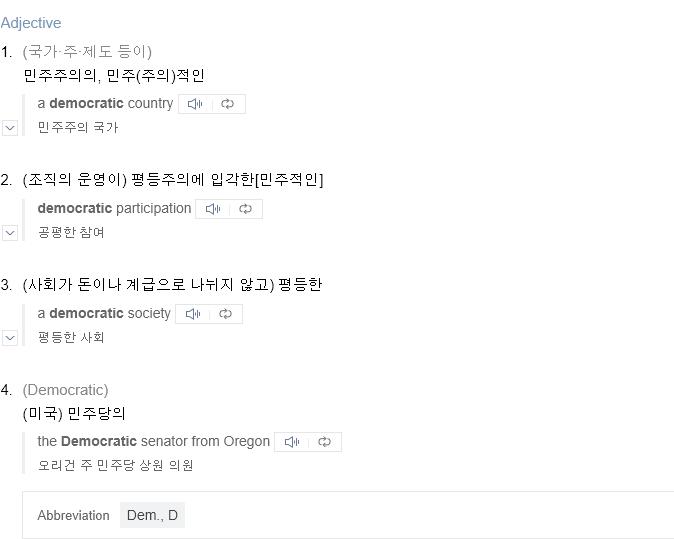 Adjective
1. (국가·주·제도 등이)
민주주의의, 민주(주의)적인
a democratic country
민주주의 국가
2. (조직의 운영이) 평등주의에 입각한[민주적인]
democratic participation
공평한 참여
3. (사회가 돈이나 계급으로 나뉘지 않고) 평등한
a democratic society
평등한 사회
4. (Democratic)
(미국) 민주당의
the Democratic senator from Oregon
오리건 주 민주당 상원 의원
Abbreviation Dem., D